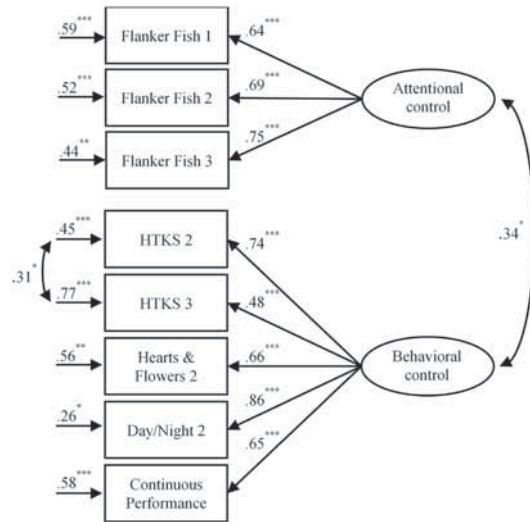 .59***
Flanker Fish 1
.64***
.52***
Flanker Fish 2
.69***
Attentional
control
.44**
Flanker Fish 3
.75***
.34*
.45***
HTKS 2
.74***
.31*
.77***
HTKS 3
.48***
.56**
Hearts &
Flowers 2
.66***
Behavioral
control
.26*
Day/Night 2
.86***
.65***
.58***
Continuous
Performance